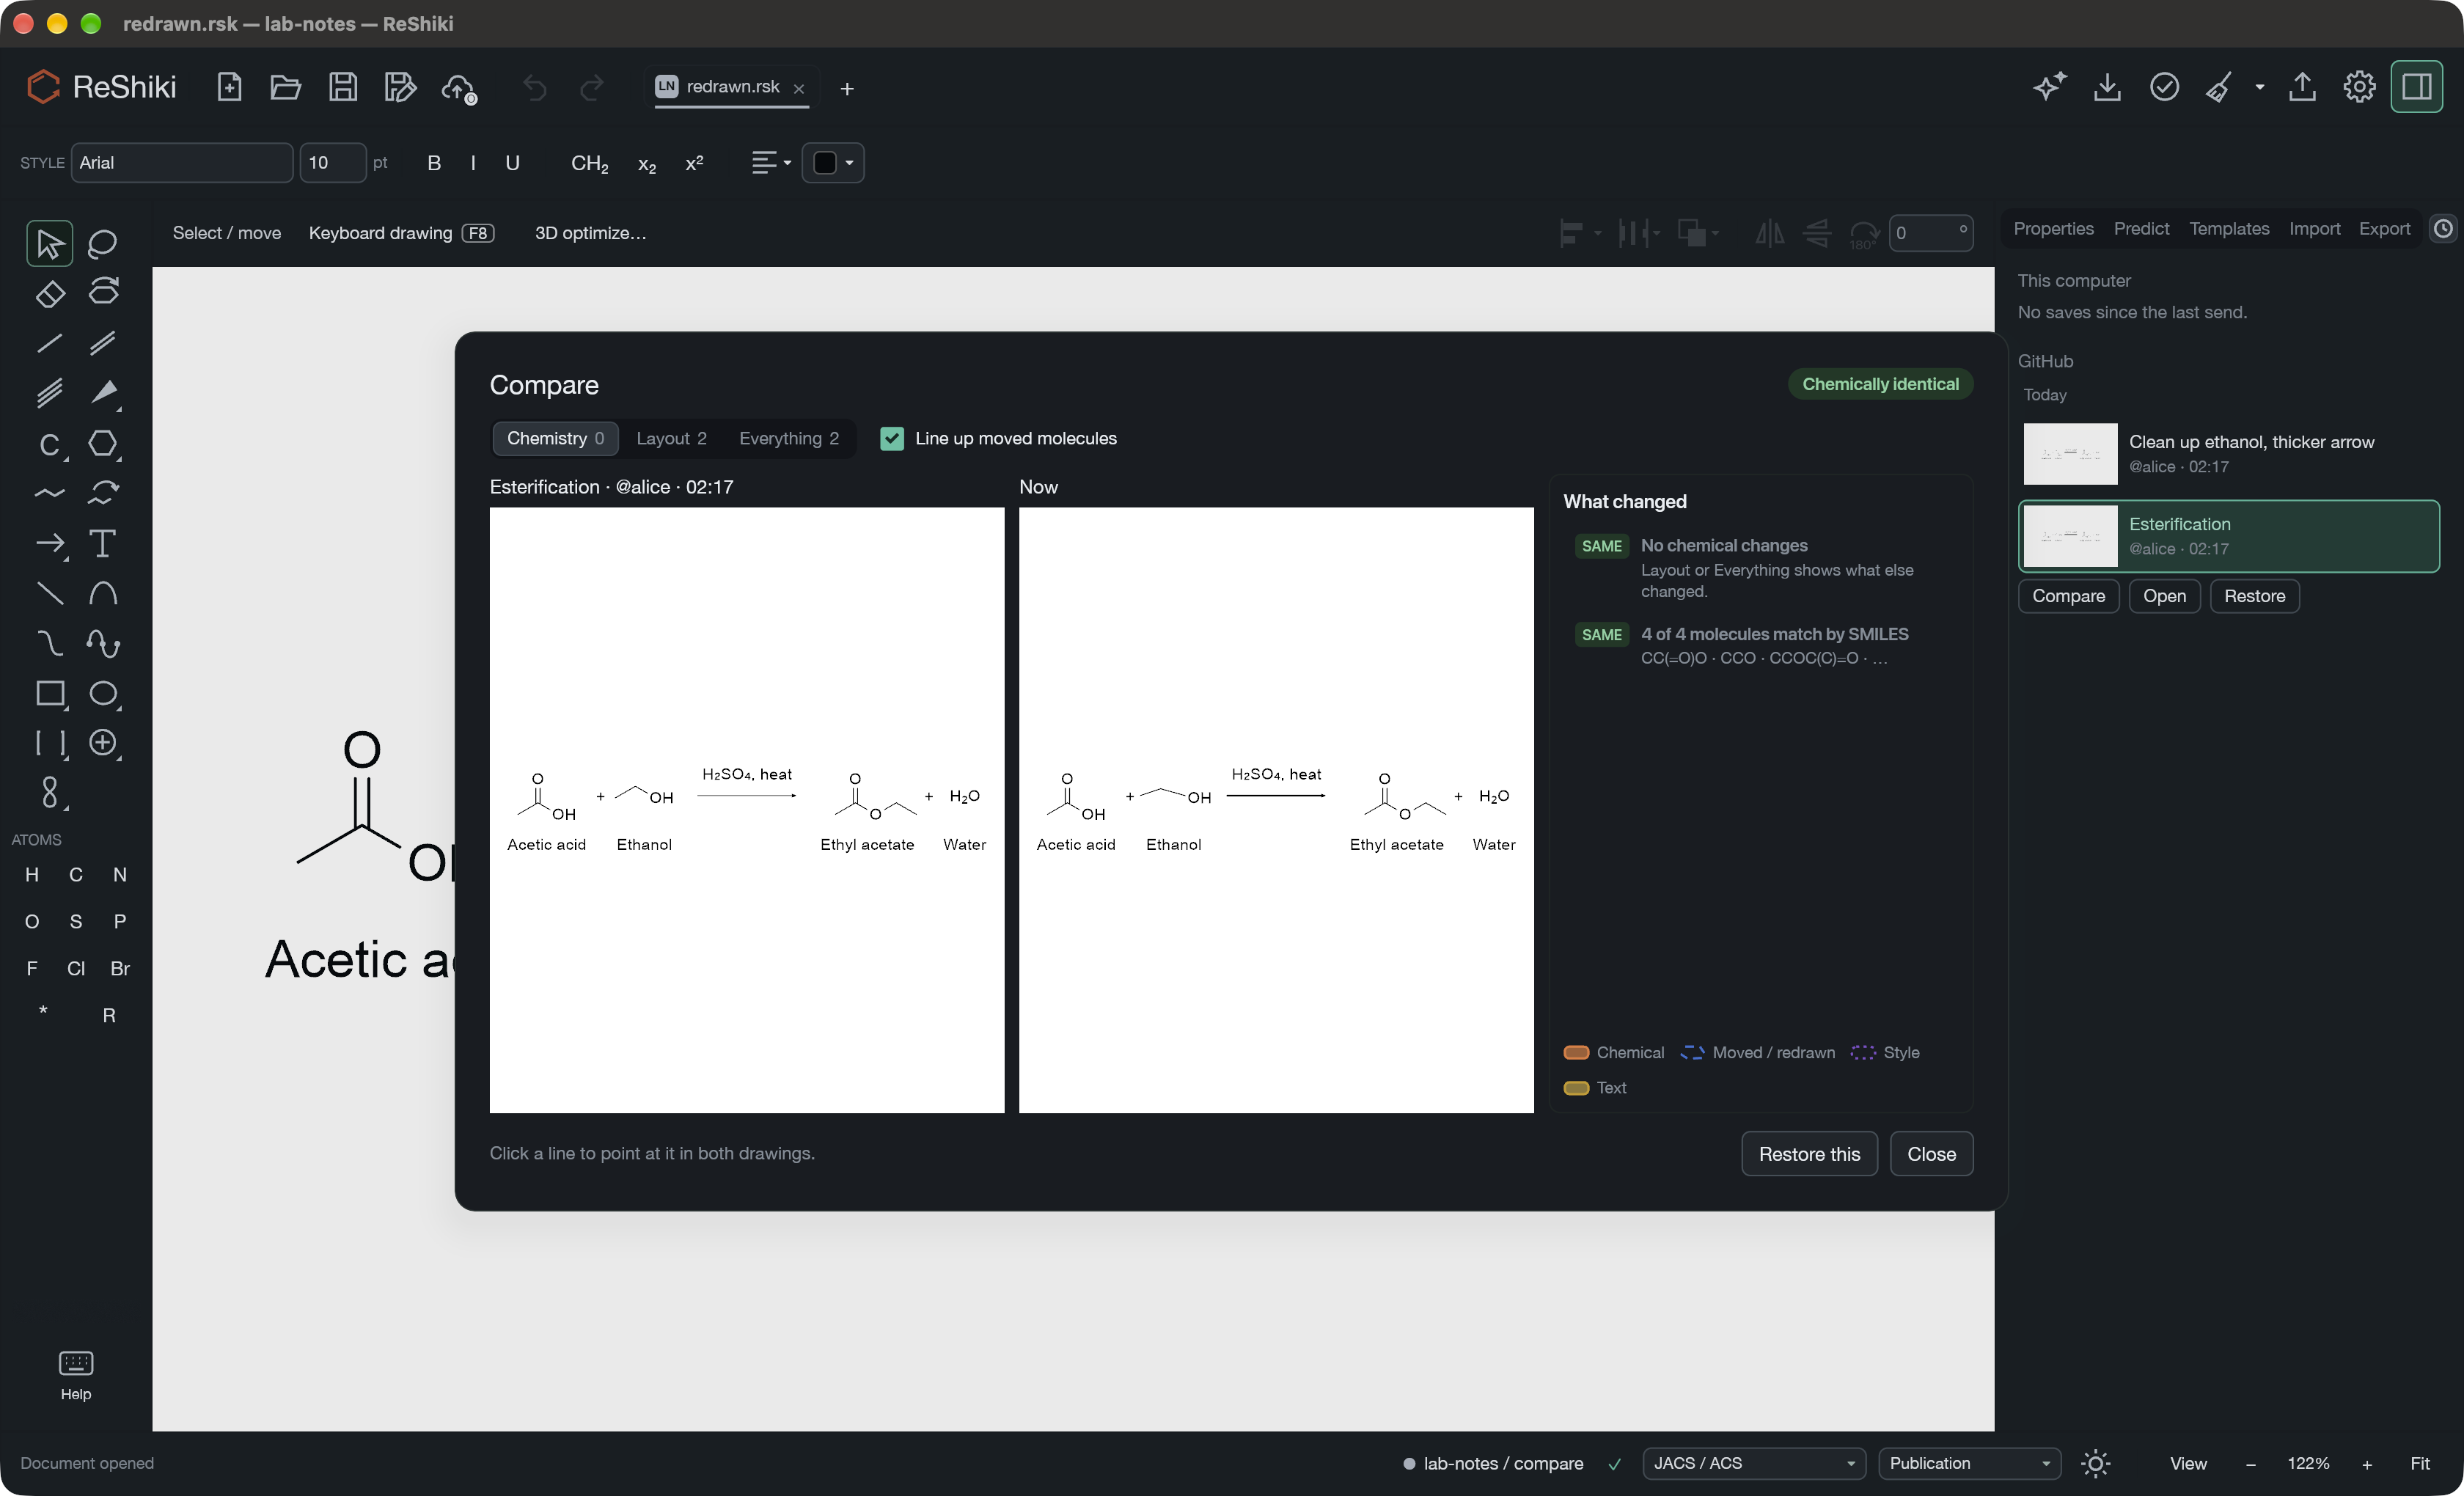 redrawn.rsk — lab-notes — ReShiki
ReShiki
LN redrawn.rsk × +
STYLE Arial 10 pt B I U CH₂ x₂ x²
Select / move Keyboard drawing F8 3D optimize... 180° 0 °
Properties Predict Templates Import Export
This computer
No saves since the last send.
GitHub
Today
Clean up ethanol, thicker arrow
@alice · 02:17
Esterification
@alice · 02:17
Compare Open Restore
C
T
ATOMS
H C N
O S P
F Cl Br
* R
Help
O
OH
Acetic a
Compare
Chemically identical
Chemistry 0 Layout 2 Everything 2 Line up moved molecules
Esterification · @alice · 02:17
O
OH
+
OH
H₂SO₄, heat
O
O
+
H₂O
Acetic acid Ethanol Ethyl acetate Water
Now
O
OH
+
OH
H₂SO₄, heat
O
O
+
H₂O
Acetic acid Ethanol Ethyl acetate Water
What changed
SAME No chemical changes
Layout or Everything shows what else
changed.
SAME 4 of 4 molecules match by SMILES
CC(=O)O · CCO · CCOC(C)=O · ...
Chemical Moved / redrawn Style
Text
Click a line to point at it in both drawings.
Restore this Close
Document opened
lab-notes / compare ✓ JACS / ACS Publication View − 122% + Fit